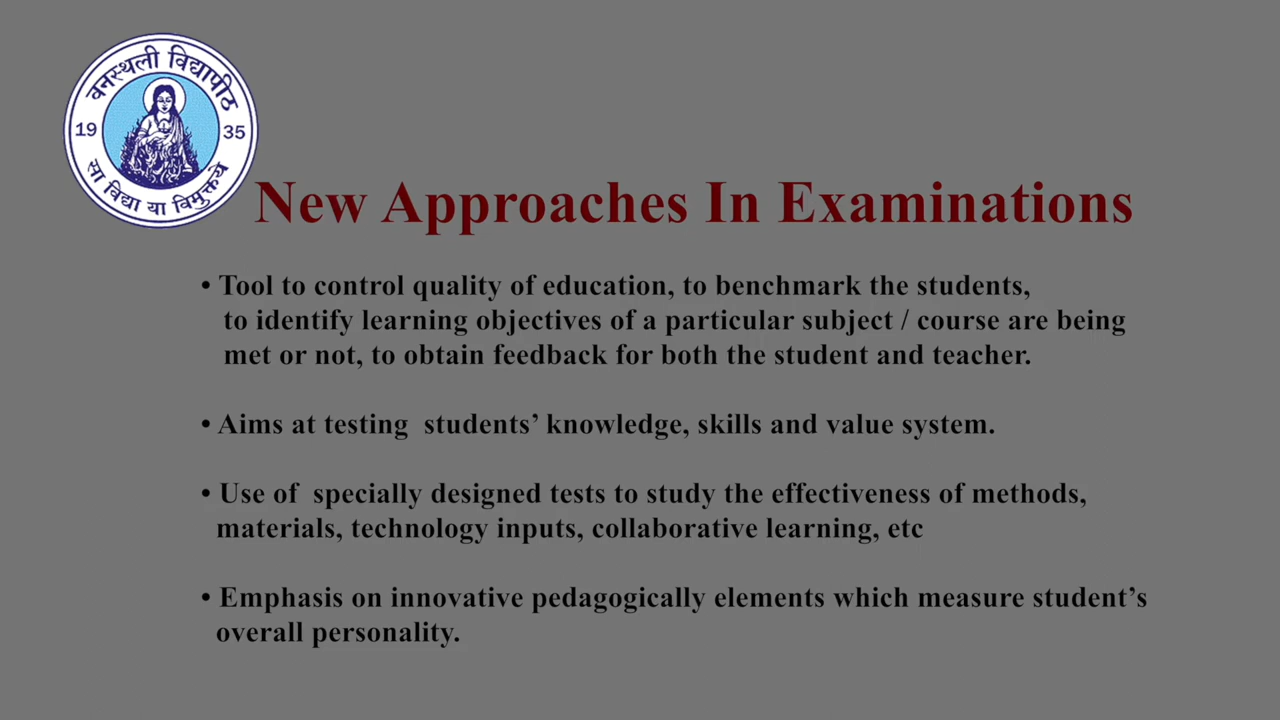 वनस्थली विद्यापीठ
19 35
सा विद्या या विमुक्तये
New Approaches In Examinations
• Tool to control quality of education, to benchmark the students,
to identify learning objectives of a particular subject / course are being
met or not, to obtain feedback for both the student and teacher.
• Aims at testing students’ knowledge, skills and value system.
• Use of specially designed tests to study the effectiveness of methods,
materials, technology inputs, collaborative learning, etc
• Emphasis on innovative pedagogically elements which measure student’s
overall personality.